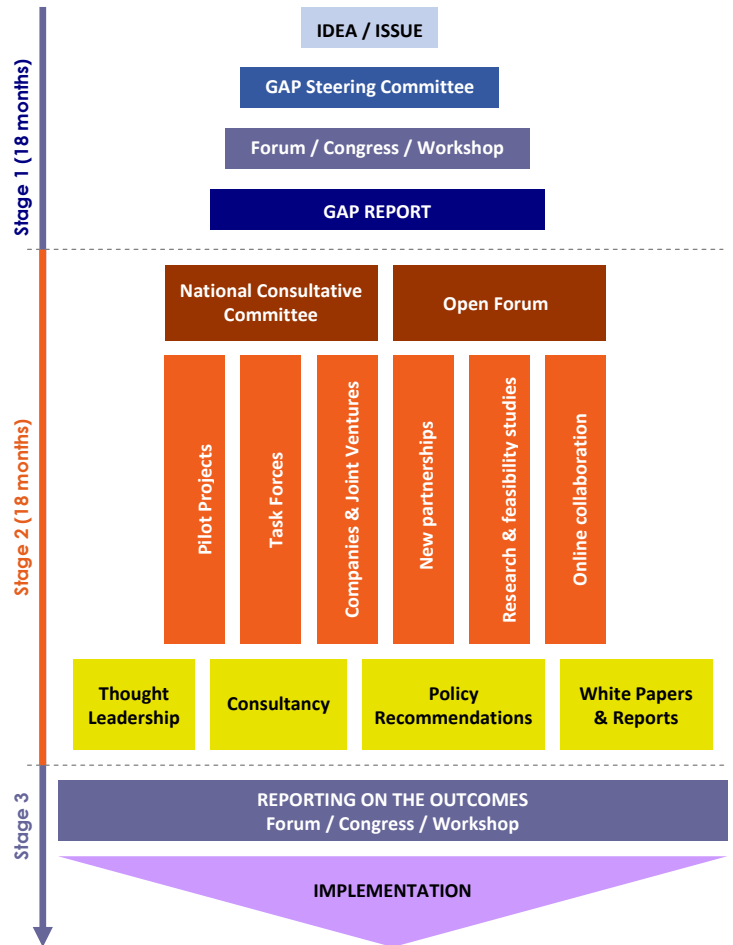 IDEA / ISSUE
GAP Steering Committee
Forum / Congress / Workshop
GAP REPORT
Stage 1 (18 months)
National Consultative
Committee
Open Forum
Pilot Projects
Task Forces
Companies & Joint Ventures
New partnerships
Research & feasibility studies
Online collaboration
Stage 2 (18 months)
Thought
Leadership
Consultancy
Policy
Recommendations
White Papers
& Reports
Stage 3
REPORTING ON THE OUTCOMES
Forum / Congress / Workshop
IMPLEMENTATION